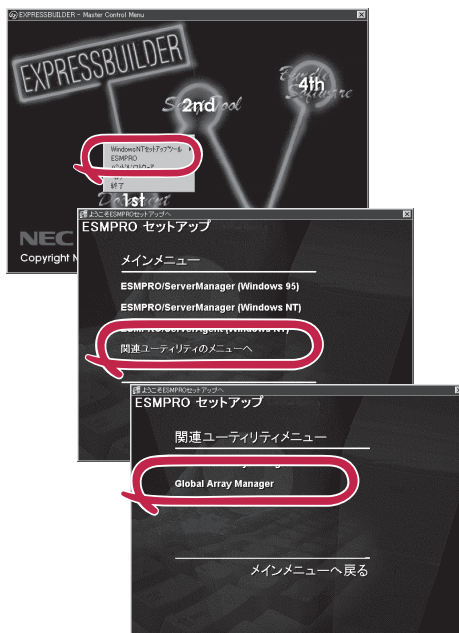 EXPRESSBUILDER - Master Control Menu
EXPRESSBUILDER
2nd
4th
WindowsNTセットアップツール
ESMPRO
終了
1st
NEC
Copyright N
ようこそESMPROセットアップへ
ESMPRO セットアップ
メインメニュー
ESMPRO/ServerManager (Windows 95)
ESMPRO/ServerManager (Windows NT)
ESMPRO/ServerAgent (Windows NT)
関連ユーティリティのメニューへ
ようこそESMPROセットアップへ
ESMPRO セットアップ
関連ユーティリティメニュー
Global Array Manager
メインメニューへ戻る